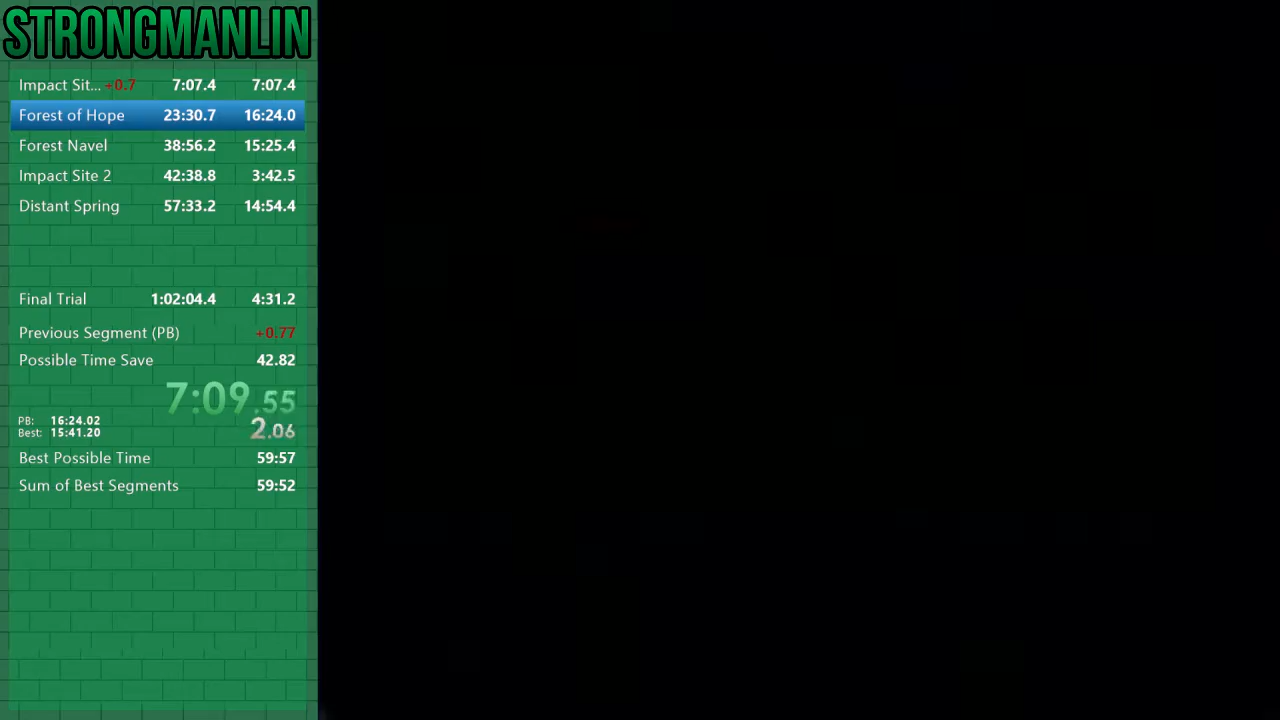 STRONGMANLIN
Impact Sit... +0.7 7:07.4 7:07.4
Forest of Hope 23:30.7 16:24.0
Forest Navel 38:56.2 15:25.4
Impact Site 2 42:38.8 3:42.5
Distant Spring 57:33.2 14:54.4
Final Trial 1:02:04.4 4:31.2
Previous Segment (PB) +0.77
Possible Time Save 42.82
7:09.55
PB: 16:24.02
Best: 15:41.20
2.06
Best Possible Time 59:57
Sum of Best Segments 59:52